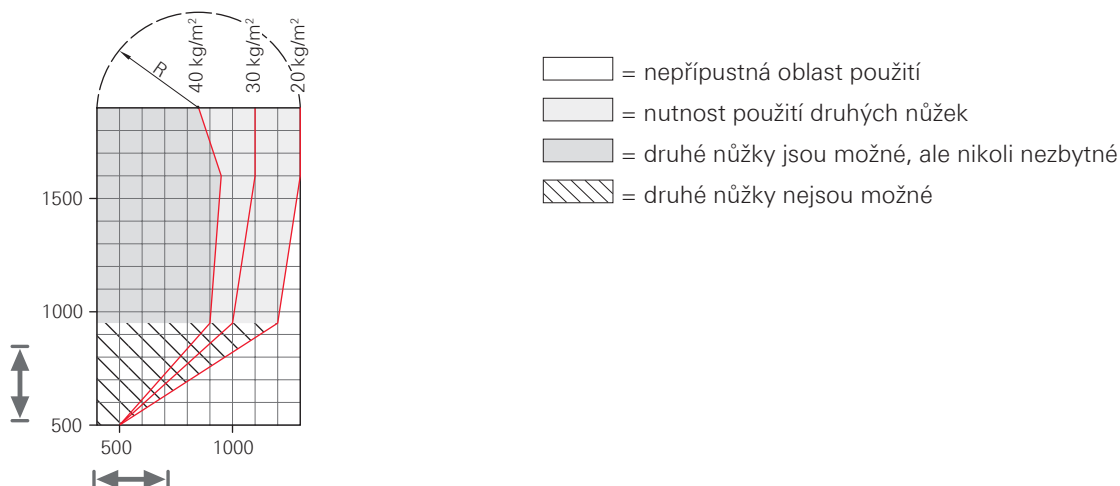 40 kg/m²
30 kg/m²
20 kg/m²
R
1500
1000
500
500
1000
= nepřípustná oblast použití
= nutnost použití druhých nůžek
= druhé nůžky jsou možné, ale nikoli nezbytné
= druhé nůžky nejsou možné